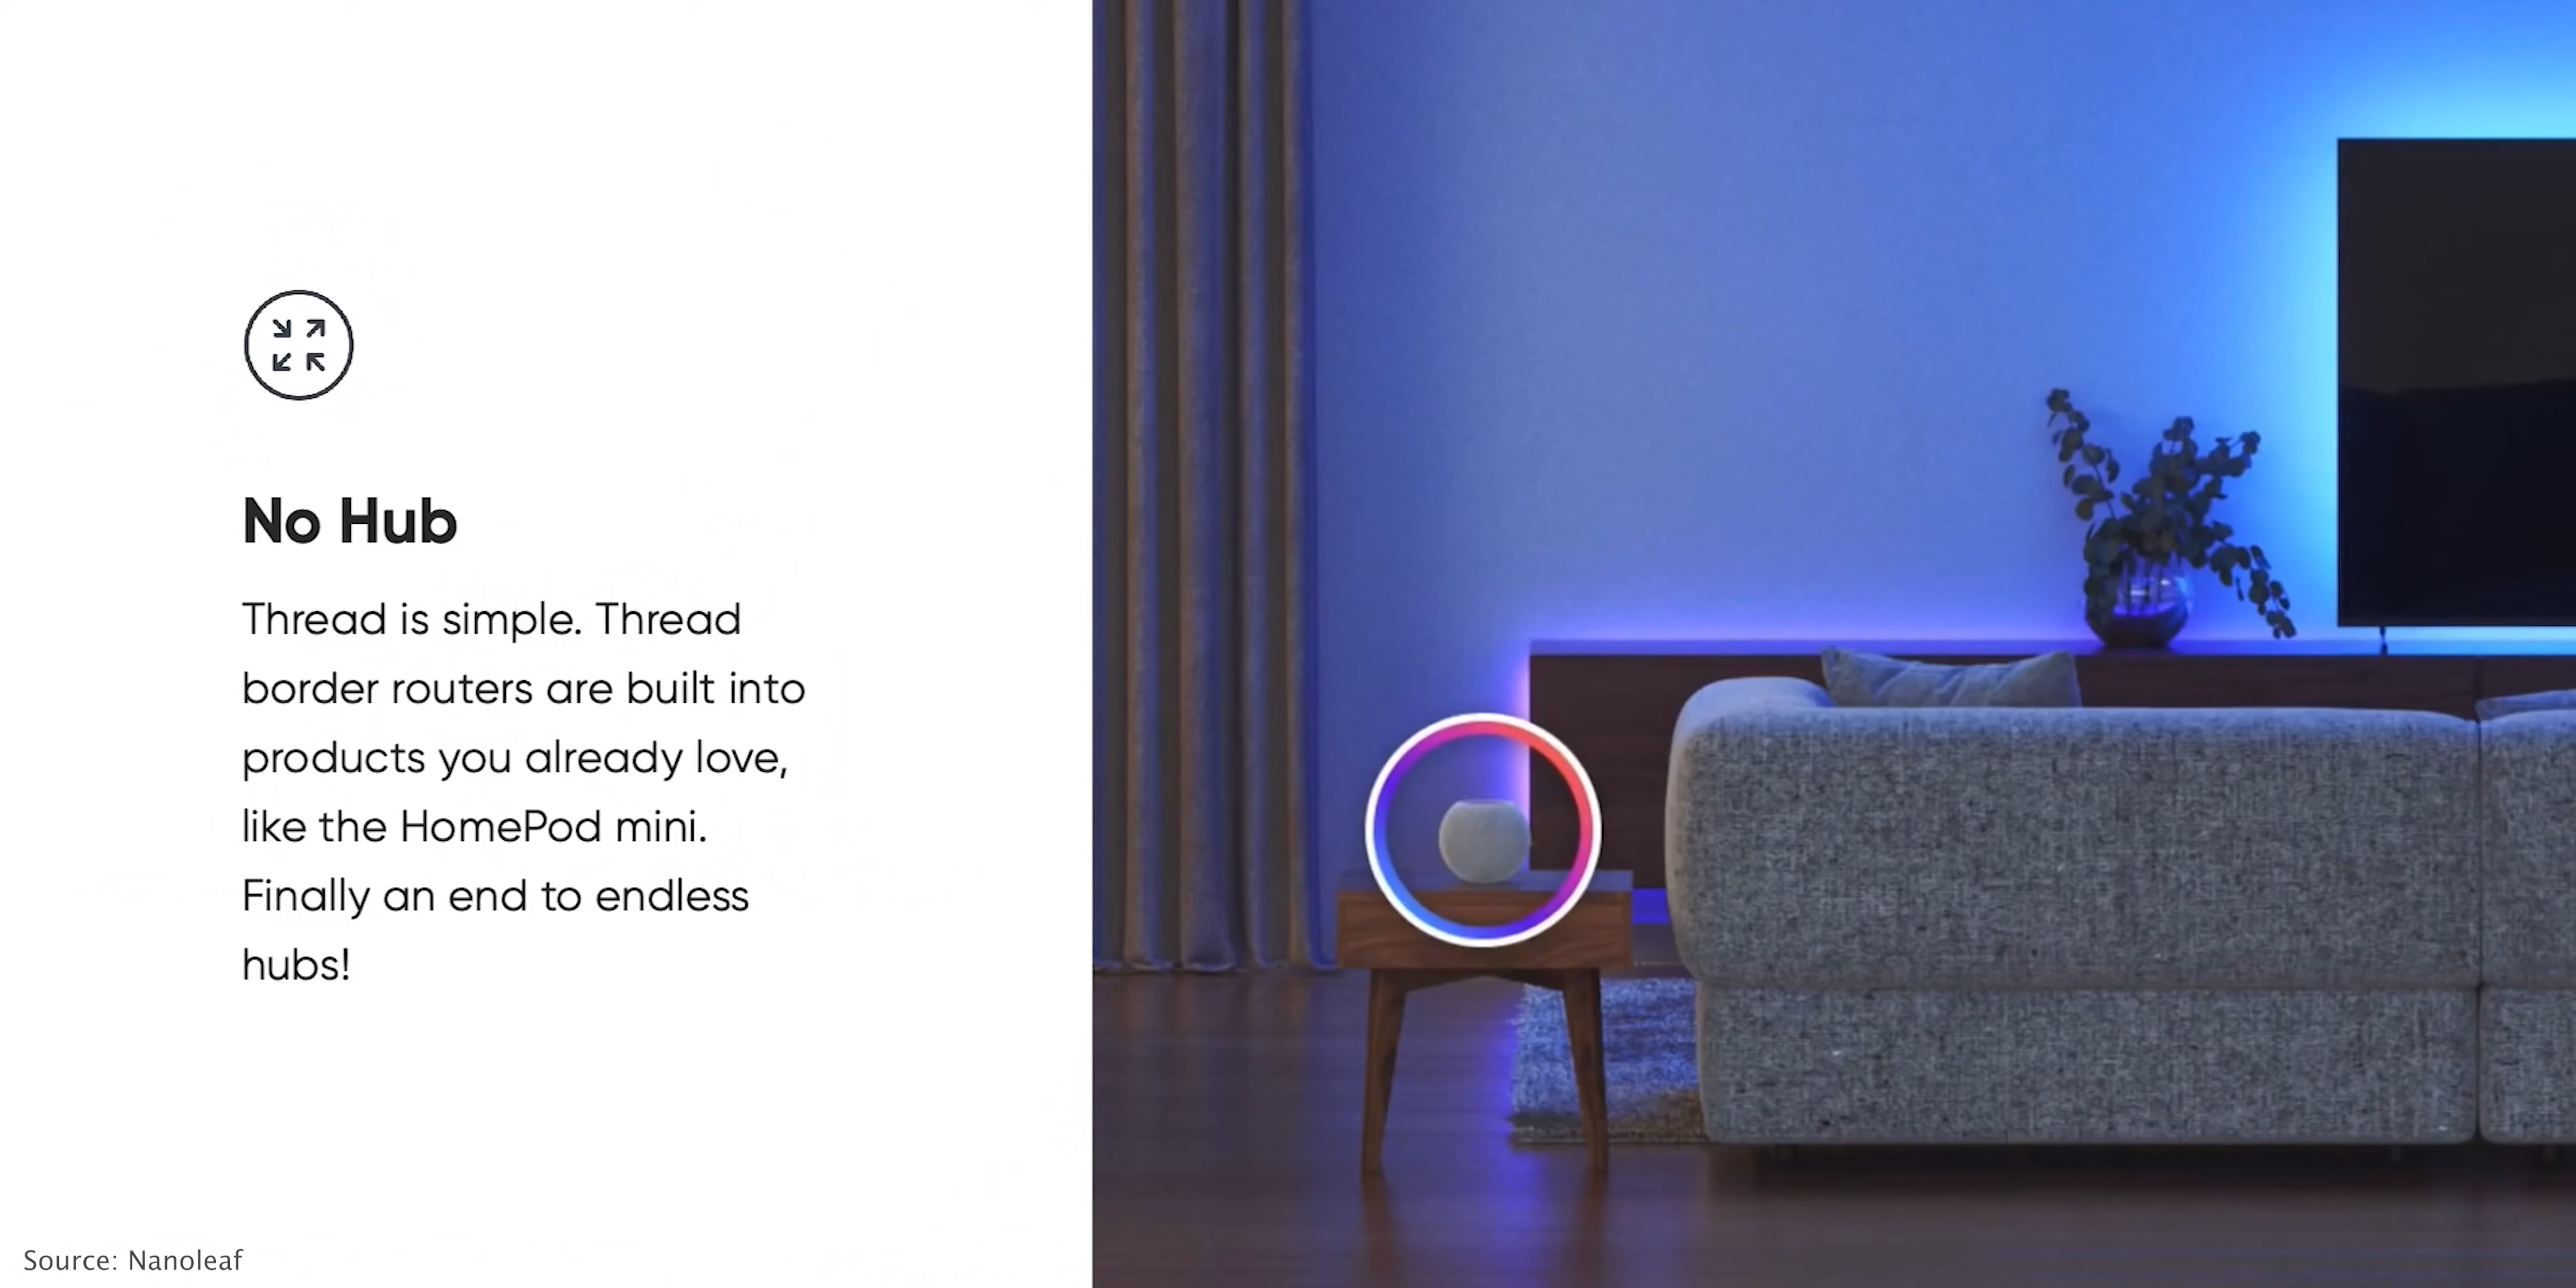 No Hub
Thread is simple. Thread
border routers are built into
products you already love,
like the HomePod mini.
Finally an end to endless
hubs!
Source: Nanoleaf